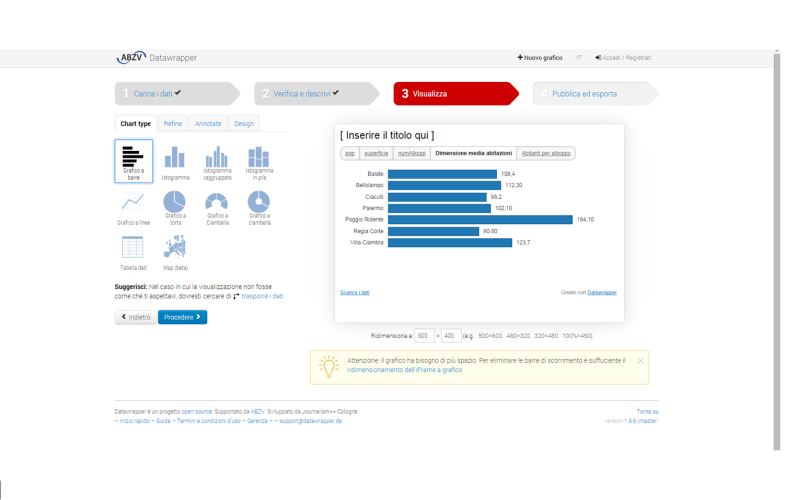 ABZV Datawrapper
Nuovo grafico IT Accedi / Registrati
1 Carica i dati
2 Verifica e descrivi
3 Visualizza
4 Pubblica ed esporta
Chart type Refine Annotate Design
Grafico a barre
Istogramma
Istogramma raggruppato
Istogramma in pila
Grafico a linee
Grafico a torta
Grafico a Ciambella
Grafico a ciambella
Tabella dati
Map (beta)
Suggerisci: Nel caso in cui la visualizzazione non fosse
come che ti aspettavi, dovresti cercare di trasporre i dati.
Indietro Procedere
[ Inserire il titolo qui ]
pop superficie numAlloggi Dimensione media abitazioni Abitanti per alloggio
Balate 108,4
Bellolampo 112,30
Ciaculi 98,2
Palermo 102,10
Poggio Ridente 184,10
Regia Corte 90,60
Villa Ciambra 123,7
Scarica i dati Creato con Datawrapper
Ridimensiona a: 600 × 400 (e.g. 500×600 480×320 320×480 100%×450)
Attenzione: il grafico ha bisogno di più spazio. Per eliminare le barre di scorrimento è suffuciente il
ridimensionamento dell'iFrame a grafico
Datawrapper è un progetto open source. Supportato da ABZV. Sviluppato da Journalism++ Cologne. Torna su
– Inizio rapido – Guida – Termini e condizioni d'uso – Gerenza – – support@datawrapper.de version 1.9.6 (master)